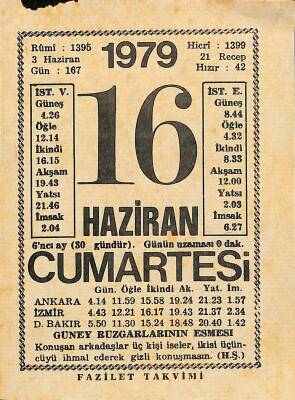 Rûmî : 1395
3 Haziran
Gün : 167
1979
Hicrî : 1399
21 Recep
Hızır : 42
İST. V.
Güneş
4.26
Öğle
12.14
İkindi
16.15
Akşam
19.43
Yatsı
21.46
İmsak
2.04
16
İST. E.
Güneş
8.44
Öğle
4.32
İkindi
8.33
Akşam
12.00
Yatsı
2.03
İmsak
6.27
HAZİRAN
6'ncı ay (30 gündür). Günün uzaması 0 dak.
CUMARTESİ
Gün. Öğle İkindi Ak. Yat. İm.
ANKARA 4.14 11.59 15.58 19.24 21.23 1.57
İZMİR 4.43 12.21 16.17 19.43 21.37 2.34
D. BAKIR 5.50 11.30 15.24 18.48 20.40 1.42
GÜNEY RUZGARLARININ ESMESİ
Konuşan arkadaşlar üç kişi iseler, ikisi üçün-
cüyü ihmal ederek gizli konuşmasın. (H.Ş.)
FAZİLET TAKVİMİ